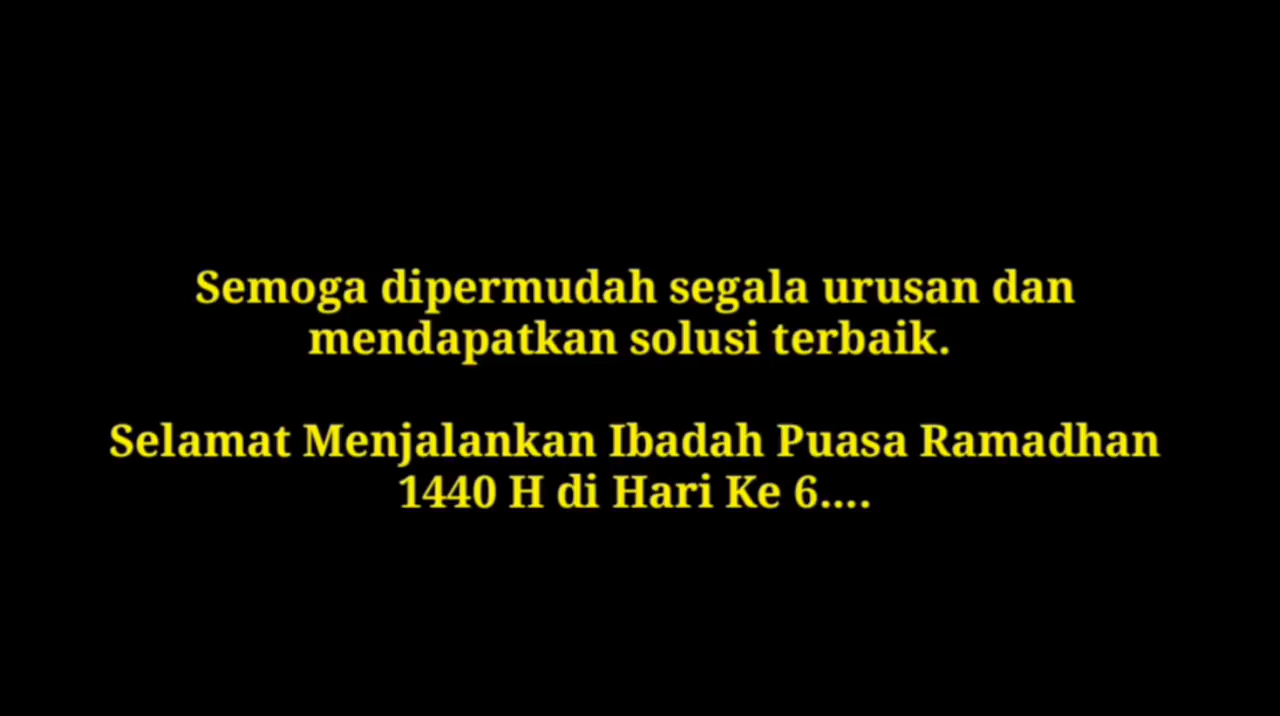 Semoga dipermudah segala urusan dan
mendapatkan solusi terbaik.
Selamat Menjalankan Ibadah Puasa Ramadhan
1440 H di Hari Ke 6....